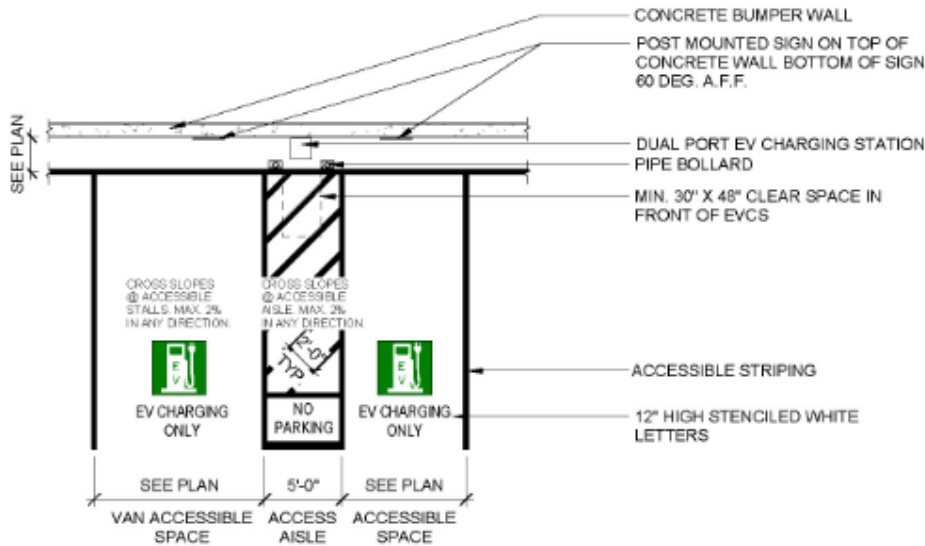 CONCRETE BUMPER WALL
POST MOUNTED SIGN ON TOP OF
CONCRETE WALL BOTTOM OF SIGN
60 DEG. A.F.F.
SEE PLAN
DUAL PORT EV CHARGING STATION
PIPE BOLLARD
MIN. 30" X 48" CLEAR SPACE IN
FRONT OF EVCS
CROSS SLOPES
@ ACCESSIBLE
STALLS. MAX. 2%
IN ANY DIRECTION.
CROSS SLOPES
@ ACCESSIBLE
AISLE. MAX. 2%
IN ANY DIRECTION.
2'-0"
TYP.
EV
EV
ACCESSIBLE STRIPING
EV CHARGING
ONLY
NO
PARKING
EV CHARGING
ONLY
12" HIGH STENCILED WHITE
LETTERS
SEE PLAN
5'-0"
SEE PLAN
VAN ACCESSIBLE
SPACE
ACCESS
AISLE
ACCESSIBLE
SPACE